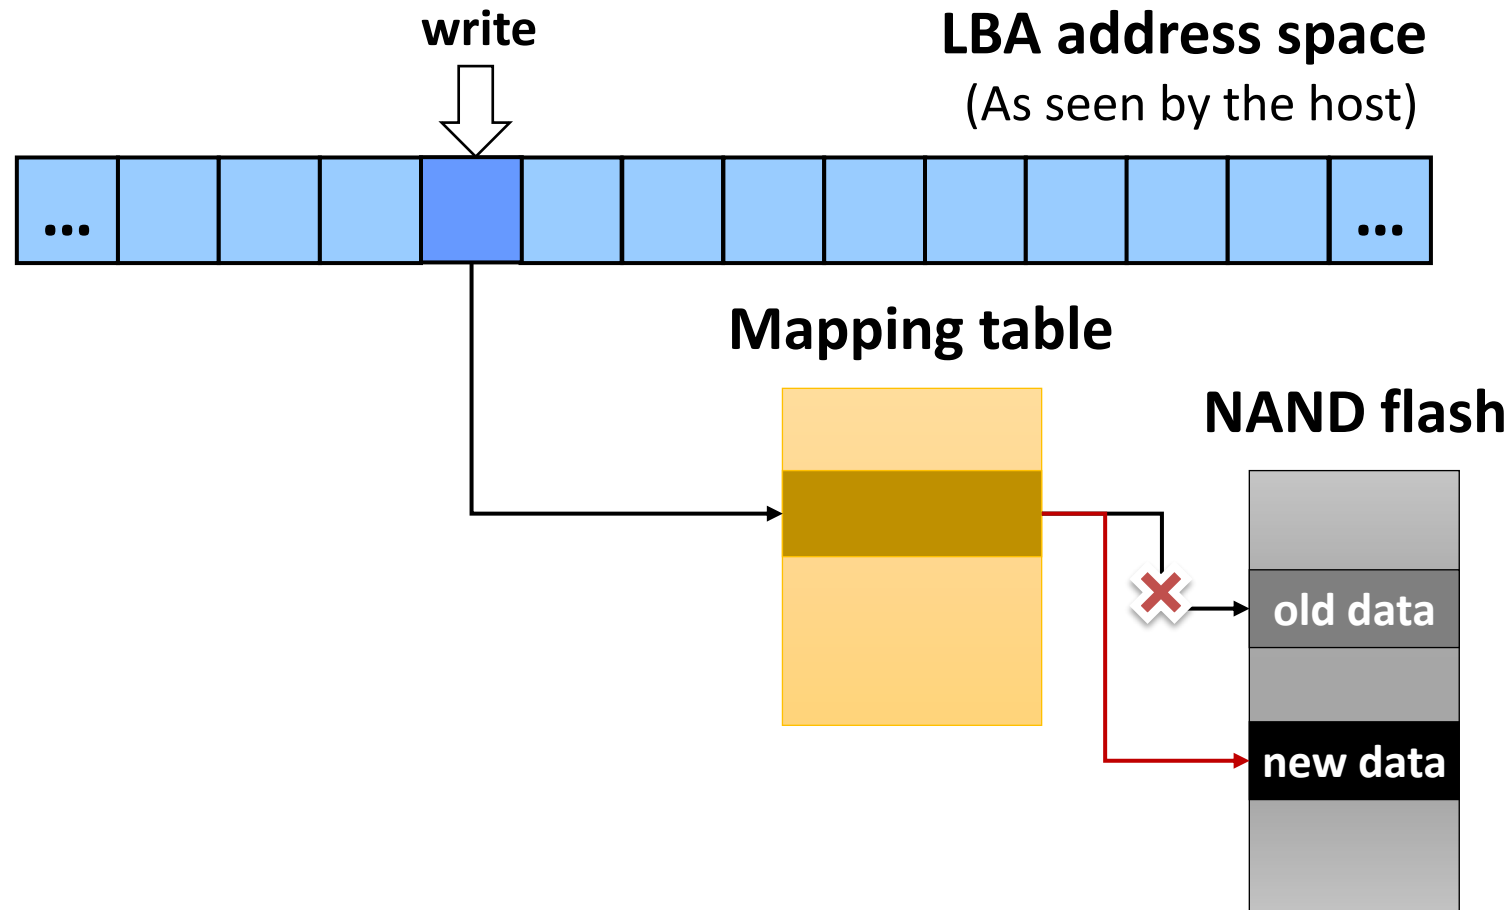 write
LBA address space
(As seen by the host)
...
...
Mapping table
NAND flash
old data
new data